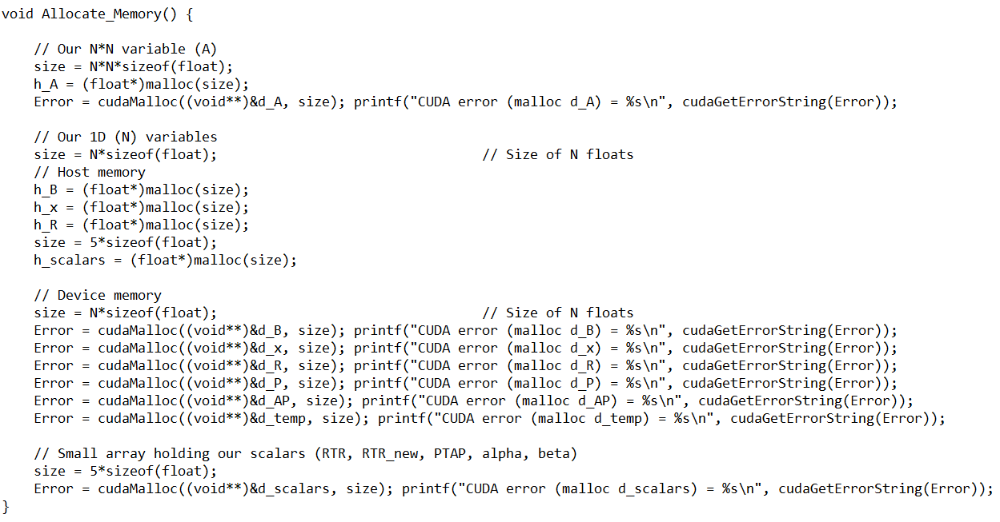 void Allocate_Memory() {
    // Our N*N variable (A)
    size = N*N*sizeof(float);
    h_A = (float*)malloc(size);
    Error = cudaMalloc((void**)&d_A, size); printf("CUDA error (malloc d_A) = %s\n", cudaGetErrorString(Error));
    // Our 1D (N) variables
    size = N*sizeof(float);                                 // Size of N floats
    // Host memory
    h_B = (float*)malloc(size);
    h_x = (float*)malloc(size);
    h_R = (float*)malloc(size);
    size = 5*sizeof(float);
    h_scalars = (float*)malloc(size);
    // Device memory
    size = N*sizeof(float);                                 // Size of N floats
    Error = cudaMalloc((void**)&d_B, size); printf("CUDA error (malloc d_B) = %s\n", cudaGetErrorString(Error));
    Error = cudaMalloc((void**)&d_x, size); printf("CUDA error (malloc d_x) = %s\n", cudaGetErrorString(Error));
    Error = cudaMalloc((void**)&d_R, size); printf("CUDA error (malloc d_R) = %s\n", cudaGetErrorString(Error));
    Error = cudaMalloc((void**)&d_P, size); printf("CUDA error (malloc d_P) = %s\n", cudaGetErrorString(Error));
    Error = cudaMalloc((void**)&d_AP, size); printf("CUDA error (malloc d_AP) = %s\n", cudaGetErrorString(Error));
    Error = cudaMalloc((void**)&d_temp, size); printf("CUDA error (malloc d_temp) = %s\n", cudaGetErrorString(Error));
    // Small array holding our scalars (RTR, RTR_new, PTAP, alpha, beta)
    size = 5*sizeof(float);
    Error = cudaMalloc((void**)&d_scalars, size); printf("CUDA error (malloc d_scalars) = %s\n", cudaGetErrorString(Error));
}